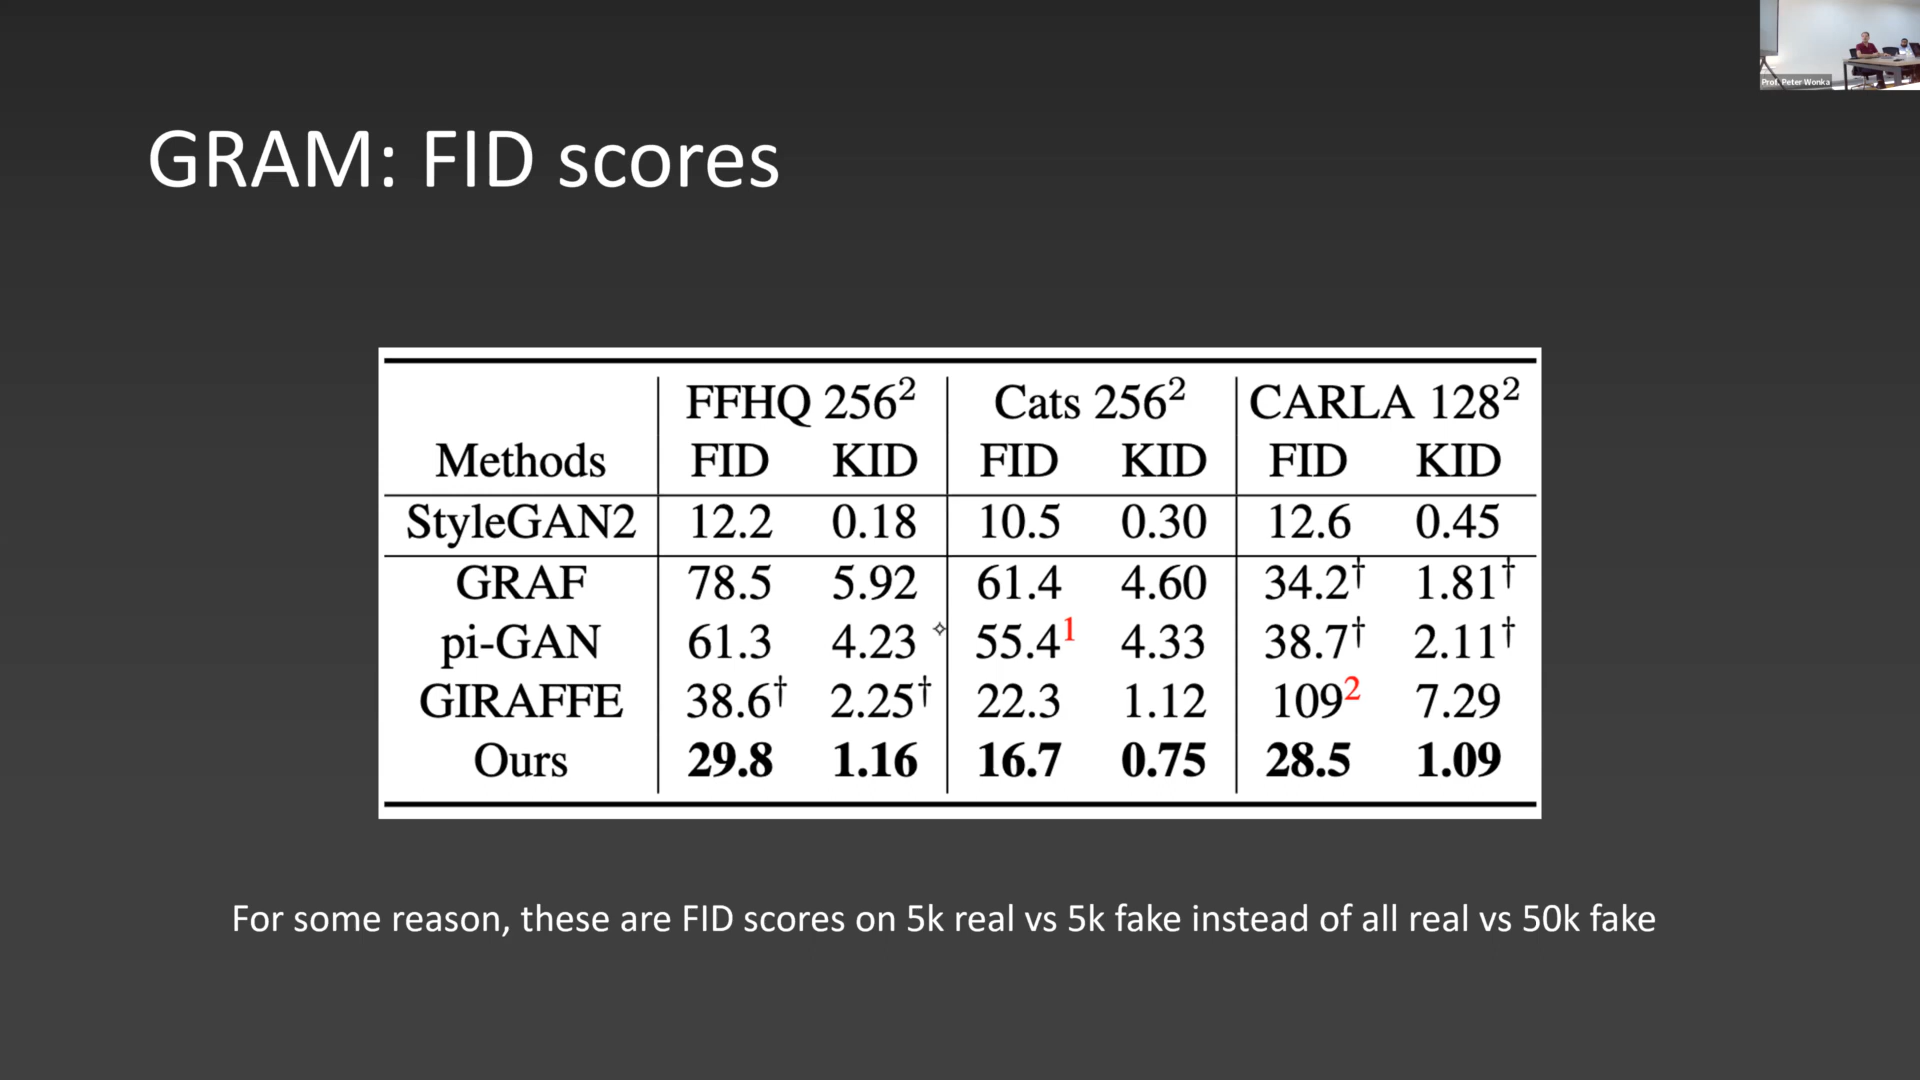 Prof. Peter Wonka
GRAM: FID scores
FFHQ 256² Cats 256² CARLA 128²
Methods FID KID FID KID FID KID
StyleGAN2 12.2 0.18 10.5 0.30 12.6 0.45
GRAF 78.5 5.92 61.4 4.60 34.2† 1.81†
pi-GAN 61.3 4.23 55.4¹ 4.33 38.7† 2.11†
GIRAFFE 38.6† 2.25† 22.3 1.12 109² 7.29
Ours 29.8 1.16 16.7 0.75 28.5 1.09
For some reason, these are FID scores on 5k real vs 5k fake instead of all real vs 50k fake